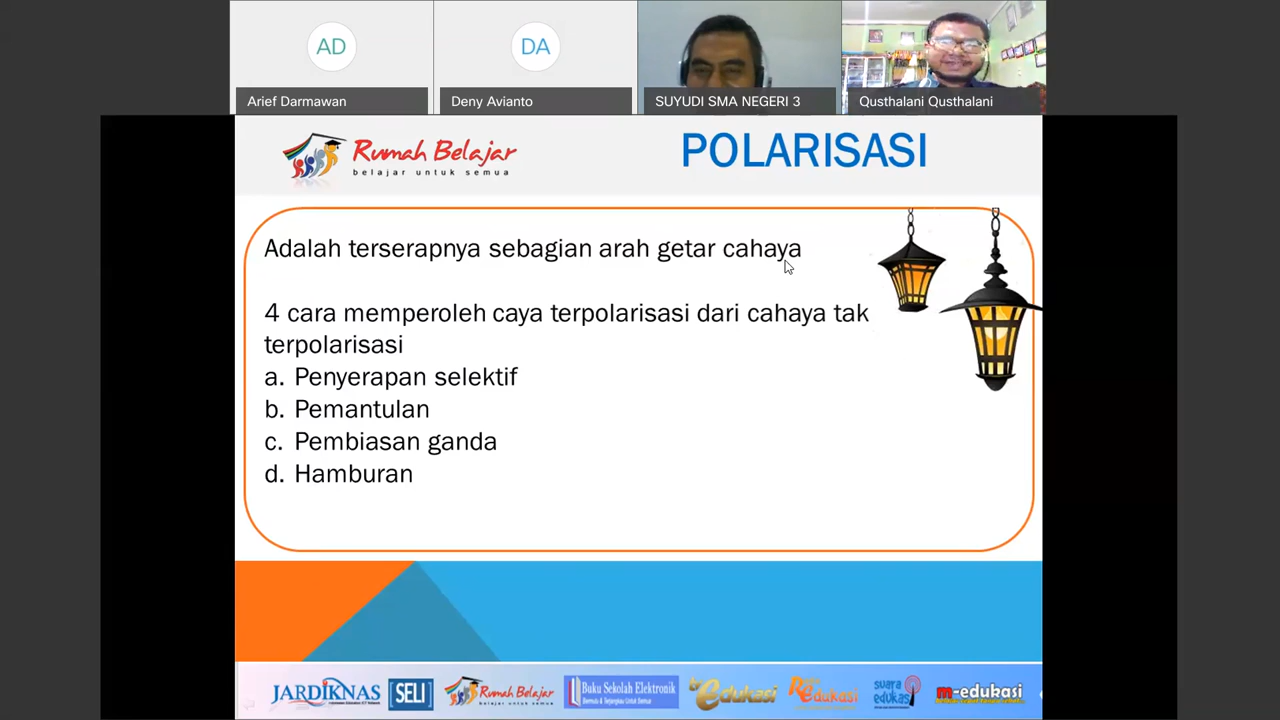 AD
DA
Arief Darmawan
Deny Avianto
SUYUDI SMA NEGERI 3
Qusthalani Qusthalani
Rumah Belajar
belajar untuk semua
POLARISASI
Adalah terserapnya sebagian arah getar cahaya
4 cara memperoleh caya terpolarisasi dari cahaya tak
terpolarisasi
a. Penyerapan selektif
b. Pemantulan
c. Pembiasan ganda
d. Hamburan
JARDIKNAS
SELI
Rumah Belajar
Buku Sekolah Elektronik
edukasi
edukasi
suara
edukasi
m-edukasi